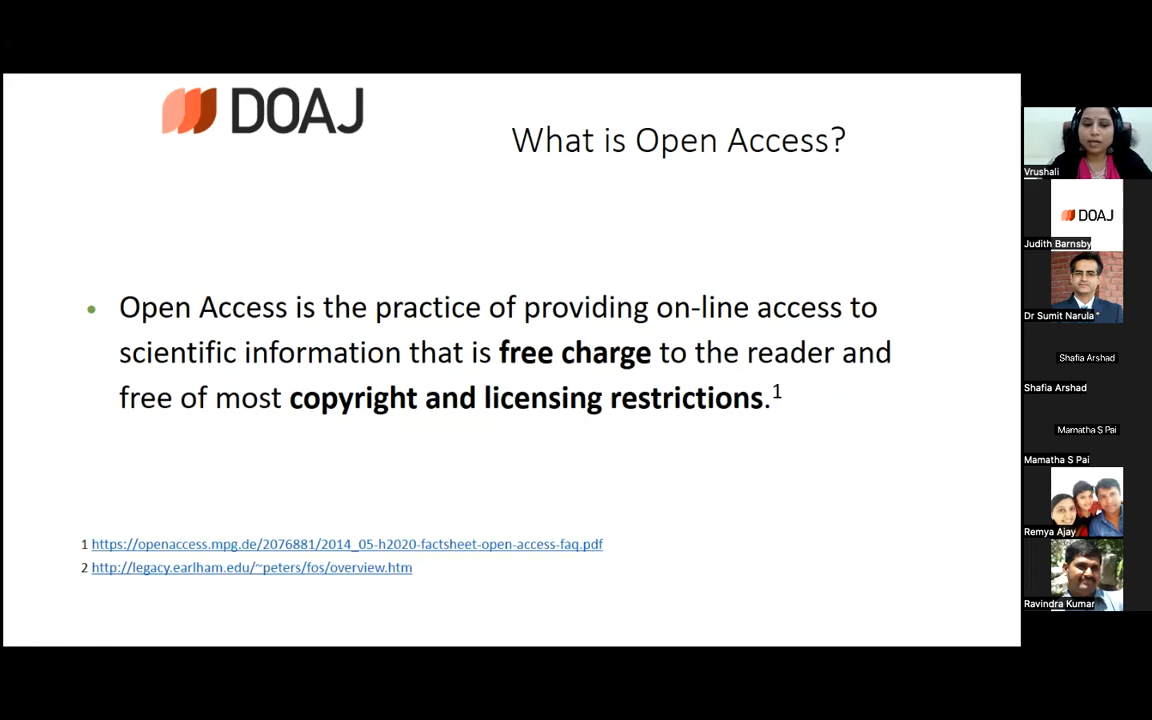 DOAJ
What is Open Access?
• Open Access is the practice of providing on-line access to
scientific information that is free charge to the reader and
free of most copyright and licensing restrictions.1
1 https://openaccess.mpg.de/2076881/2014_05-h2020-factsheet-open-access-faq.pdf
2 http://legacy.earlham.edu/~peters/fos/overview.htm
Vrushali
DOAJ
Judith Barnsby
Dr Sumit Narula"
Shafia Arshad
Shafia Arshad
Mamatha S Pai
Mamatha S Pai
Remya Ajay
Ravindra Kumar